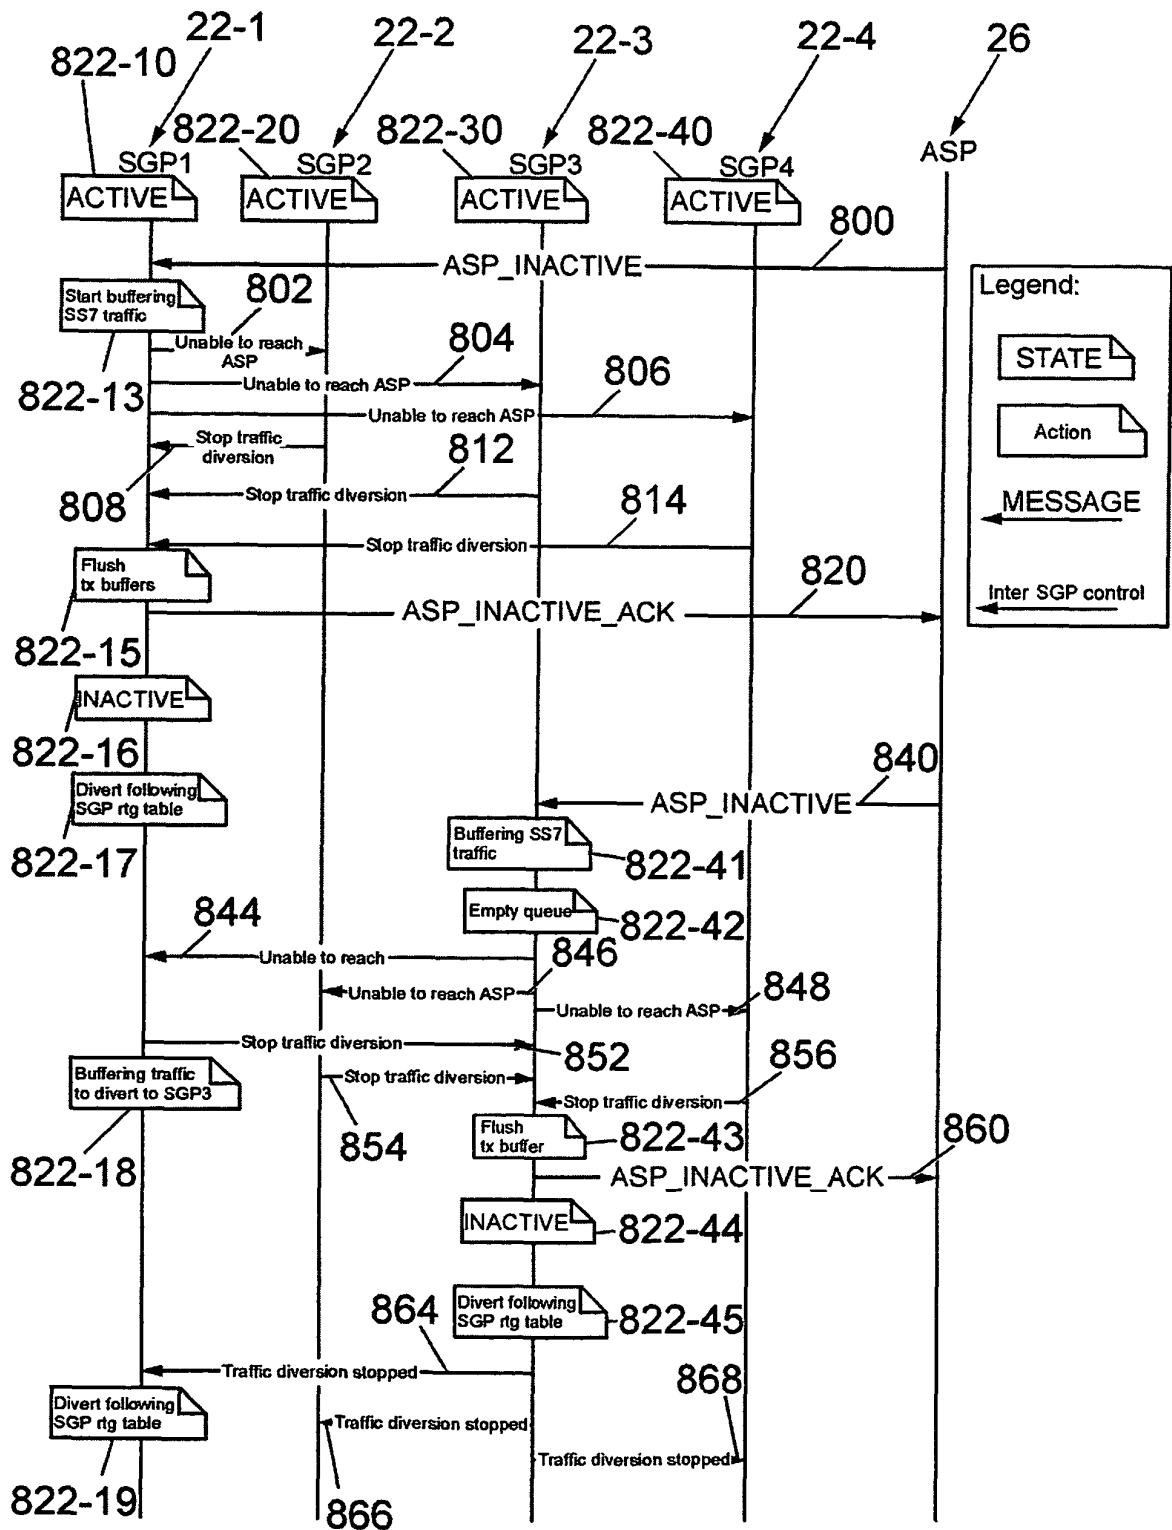 22-1
22-2
22-3
22-4
26
822-10
822-20
822-30
822-40
SGP1
SGP2
SGP3
SGP4
ASP
ACTIVE
ACTIVE
ACTIVE
ACTIVE
800
ASP_INACTIVE
Legend:
STATE
Action
MESSAGE
Inter SGP control
Start buffering
SS7 traffic
822-13
802
Unable to reach
ASP
804
Unable to reach ASP
806
Unable to reach ASP
Stop traffic
diversion
808
812
Stop traffic diversion
814
Stop traffic diversion
Flush
tx buffers
822-15
820
ASP_INACTIVE_ACK
INACTIVE
822-16
840
ASP_INACTIVE
Divert following
SGP rtg table
822-17
Buffering SS7
traffic
822-41
Empty queue
822-42
844
Unable to reach
846
Unable to reach ASP
848
Unable to reach ASP
Stop traffic diversion
852
Buffering traffic
to divert to SGP3
822-18
Stop traffic diversion
854
856
Stop traffic diversion
Flush
tx buffer
822-43
860
ASP_INACTIVE_ACK
INACTIVE
822-44
Divert following
SGP rtg table
822-45
864
Traffic diversion stopped
868
Divert following
SGP rtg table
822-19
Traffic diversion stopped
866
Traffic diversion stopped